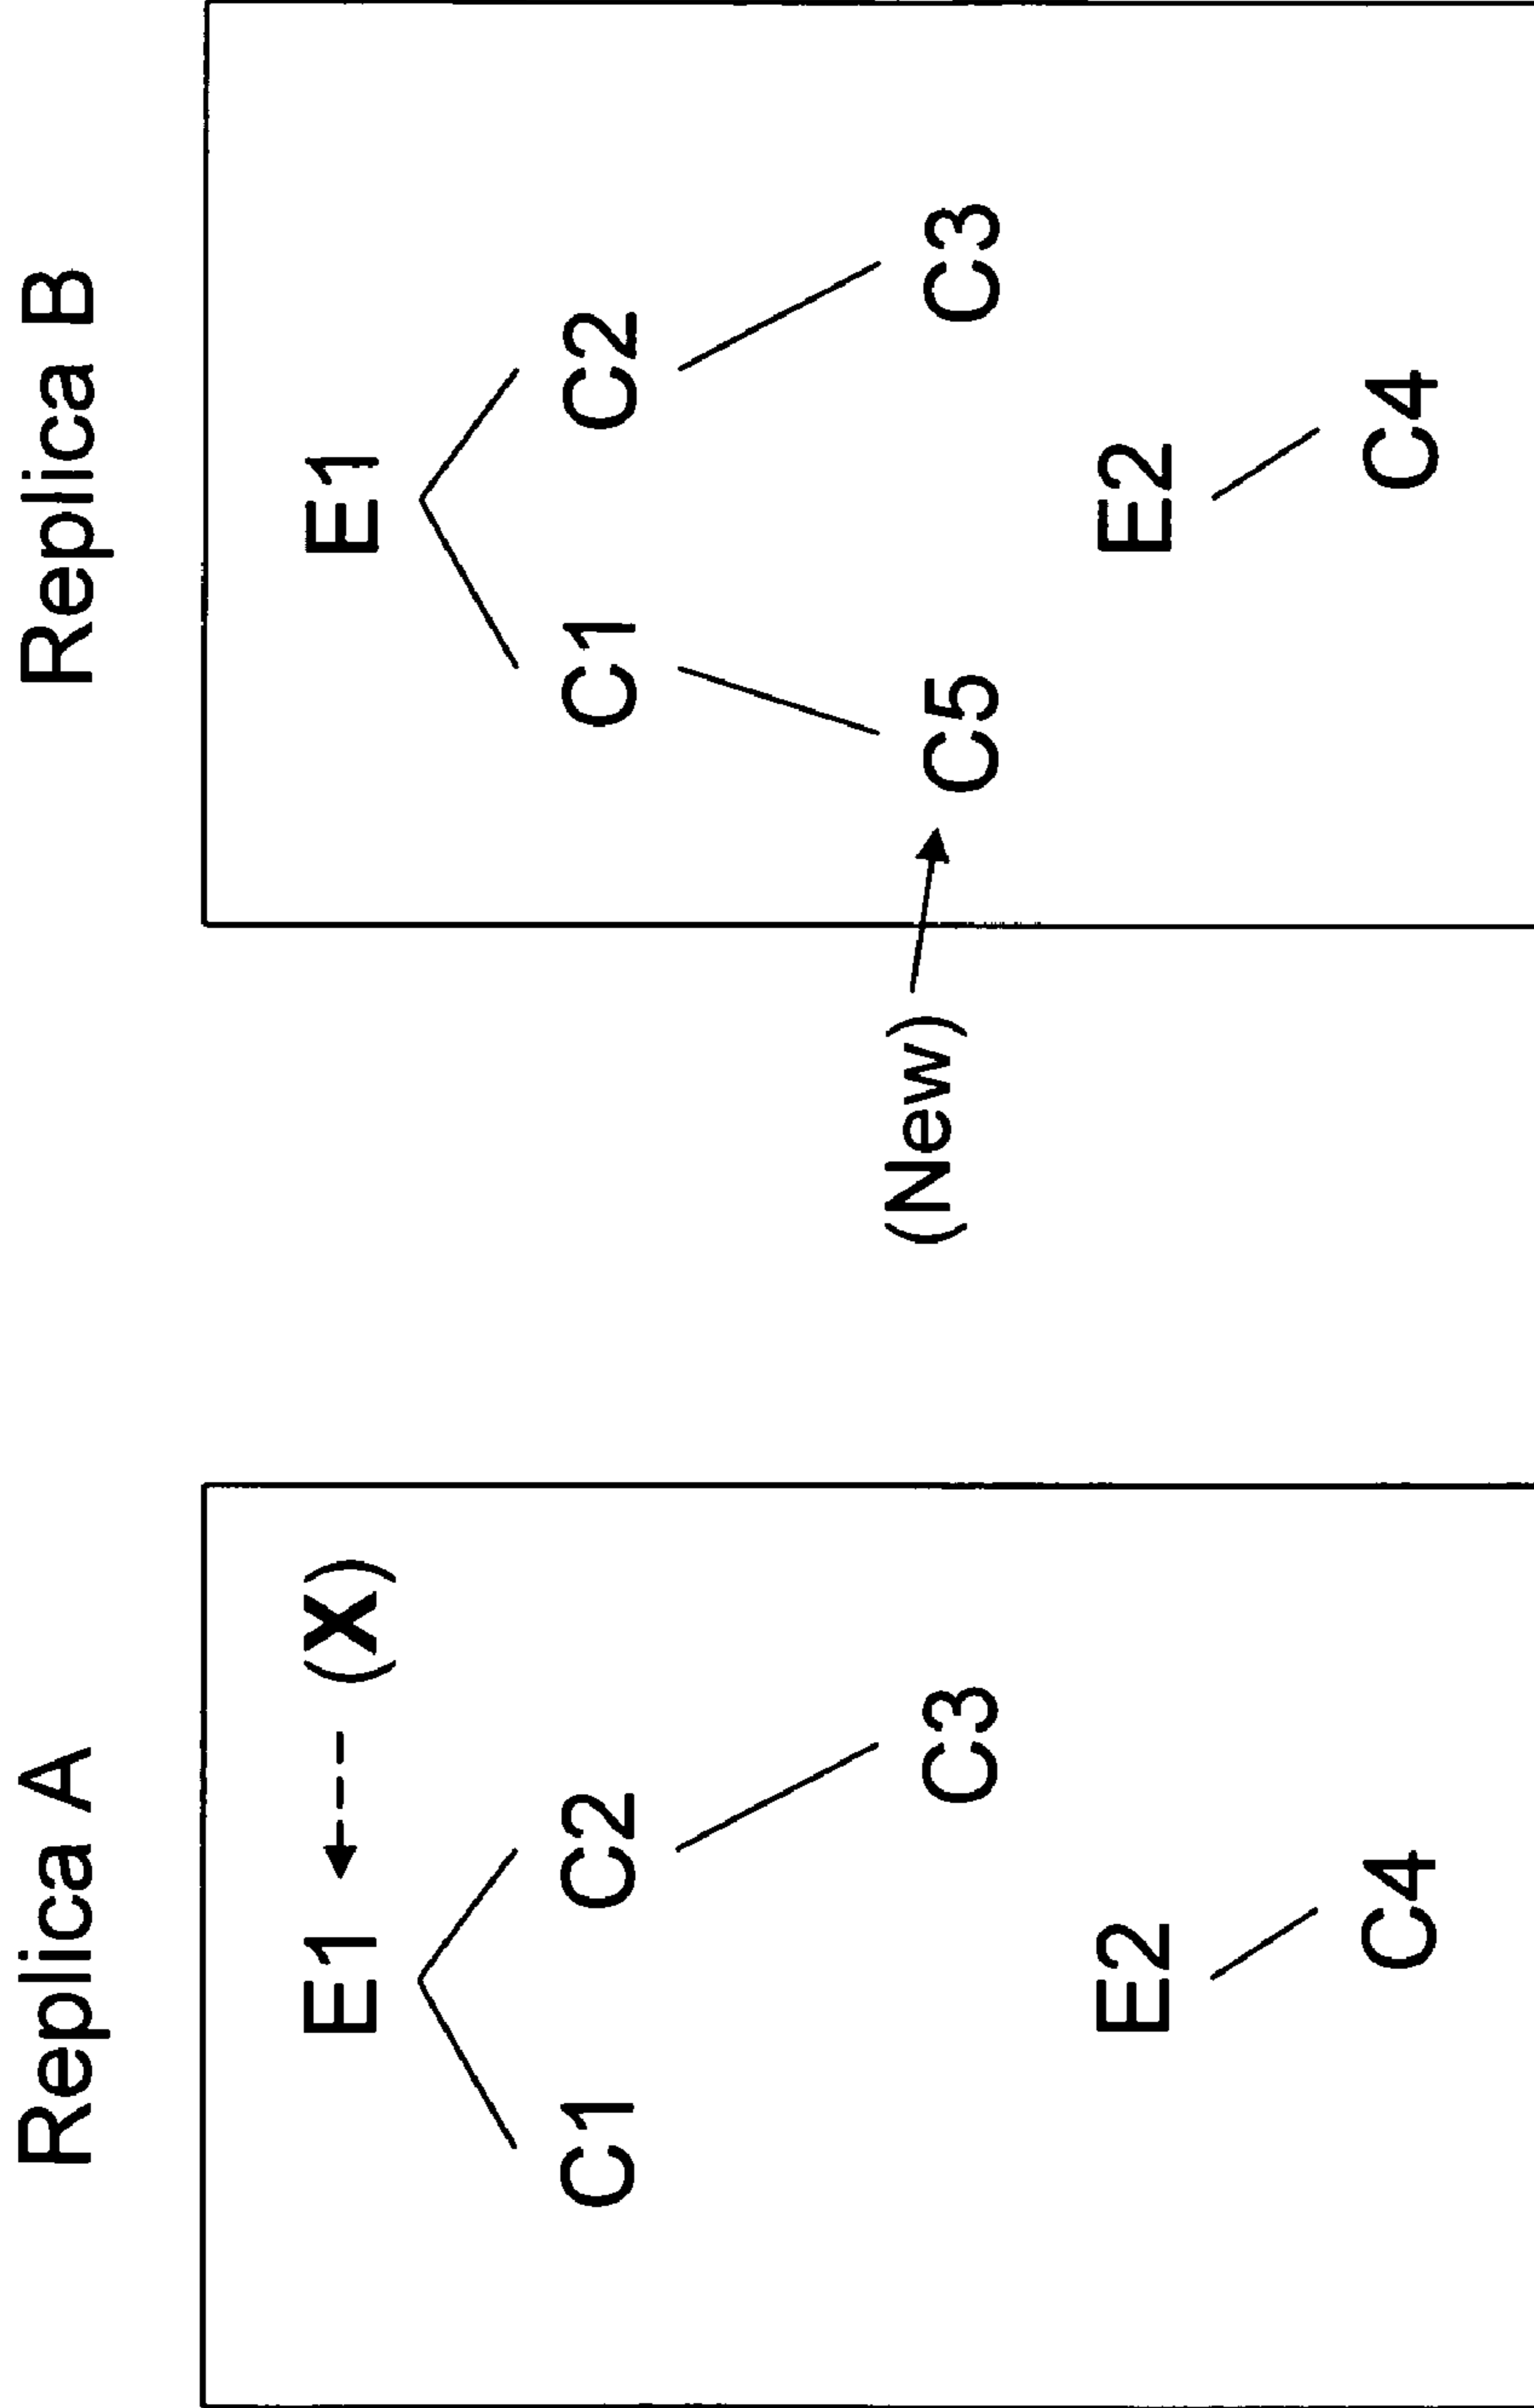 Replica A
Replica B
E1
(X)
C1
C2
C3
E2
C4
(New)
E1
C1
C2
C5
C3
E2
C4